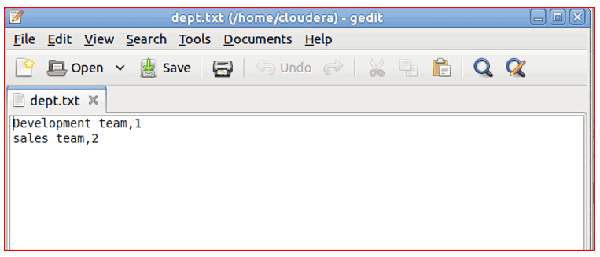 dept.txt (/home/cloudera) - gedit
File Edit View Search Tools Documents Help
Open Save Undo
dept.txt
Development team,1
sales team,2